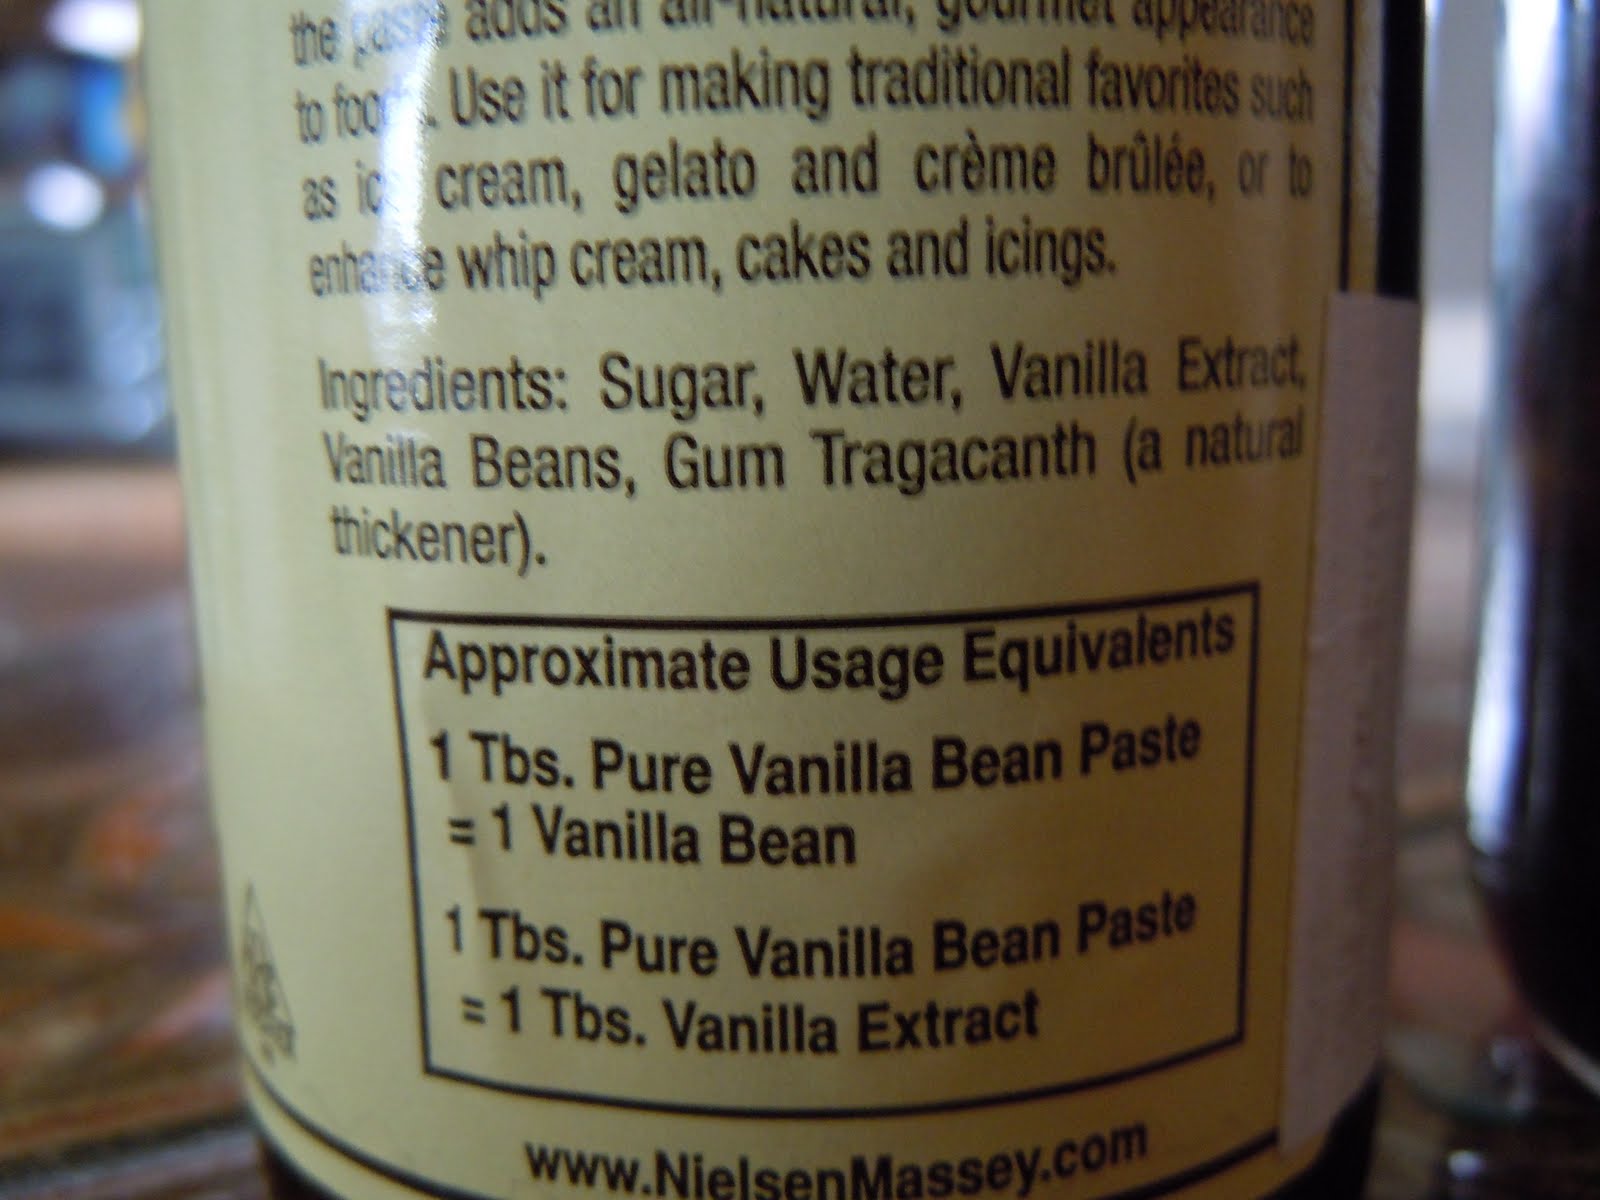 the paste adds an all-natural, gourmet appearance
to foods. Use it for making traditional favorites such
as ice cream, gelato and crème brûlée, or to
enhance whip cream, cakes and icings.
Ingredients: Sugar, Water, Vanilla Extract,
Vanilla Beans, Gum Tragacanth (a natural
thickener).
Approximate Usage Equivalents
1 Tbs. Pure Vanilla Bean Paste
= 1 Vanilla Bean
1 Tbs. Pure Vanilla Bean Paste
= 1 Tbs. Vanilla Extract
www.NielsenMassey.com